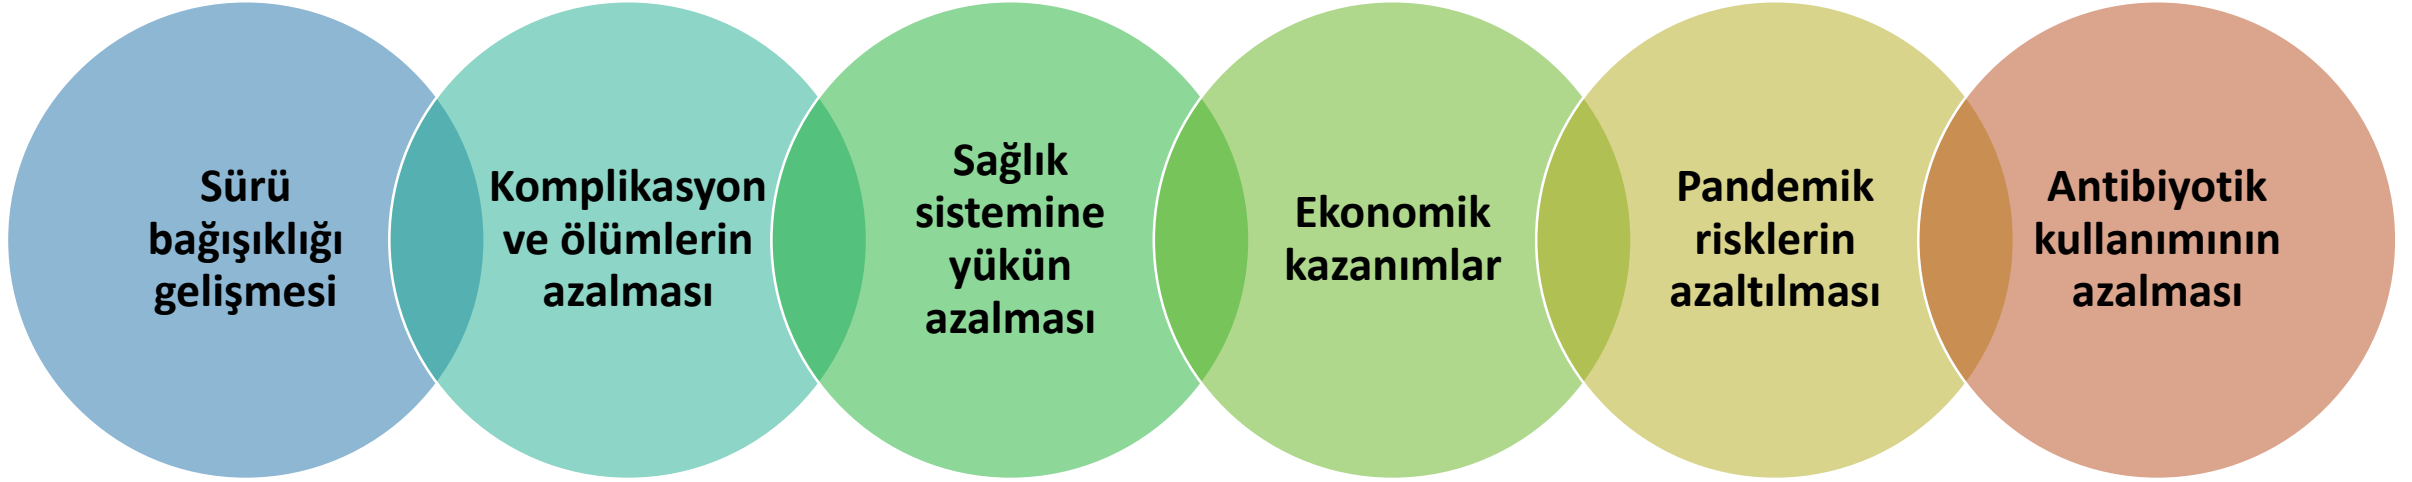 Sürü
bağışıklığı
gelişmesi
Komplikasyon
ve ölümlerin
azalması
Sağlık
sistemine
yükün
azalması
Ekonomik
kazanımlar
Pandemik
risklerin
azaltılması
Antibiyotik
kullanımının
azalması